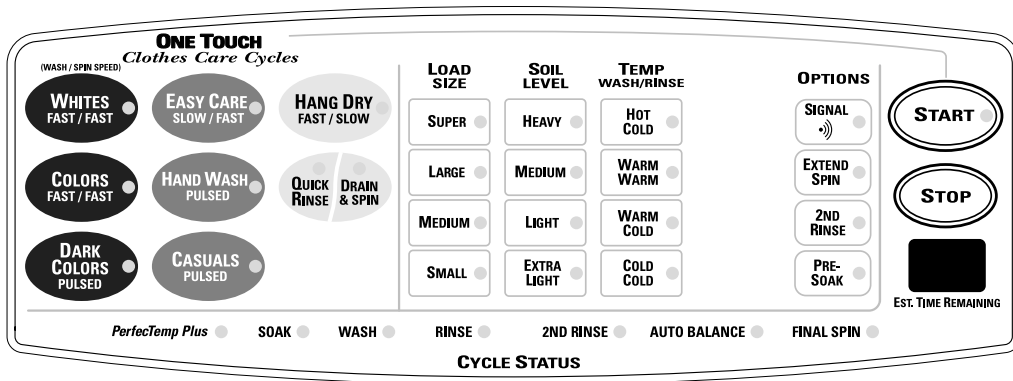 ONE TOUCH
Clothes Care Cycles
(WASH / SPIN SPEED)
WHITES
FAST / FAST
EASY CARE
SLOW / FAST
HANG DRY
FAST / SLOW
COLORS
FAST / FAST
HAND WASH
PULSED
QUICK
RINSE
DRAIN
& SPIN
DARK
COLORS
PULSED
CASUALS
PULSED
LOAD
SIZE
SUPER
LARGE
MEDIUM
SMALL
SOIL
LEVEL
HEAVY
MEDIUM
LIGHT
EXTRA
LIGHT
TEMP
WASH/RINSE
HOT
COLD
WARM
WARM
WARM
COLD
COLD
COLD
OPTIONS
SIGNAL
EXTEND
SPIN
2ND
RINSE
PRE-
SOAK
START
STOP
EST. TIME REMAINING
PerfecTemp Plus
SOAK
WASH
RINSE
2ND RINSE
AUTO BALANCE
FINAL SPIN
CYCLE STATUS